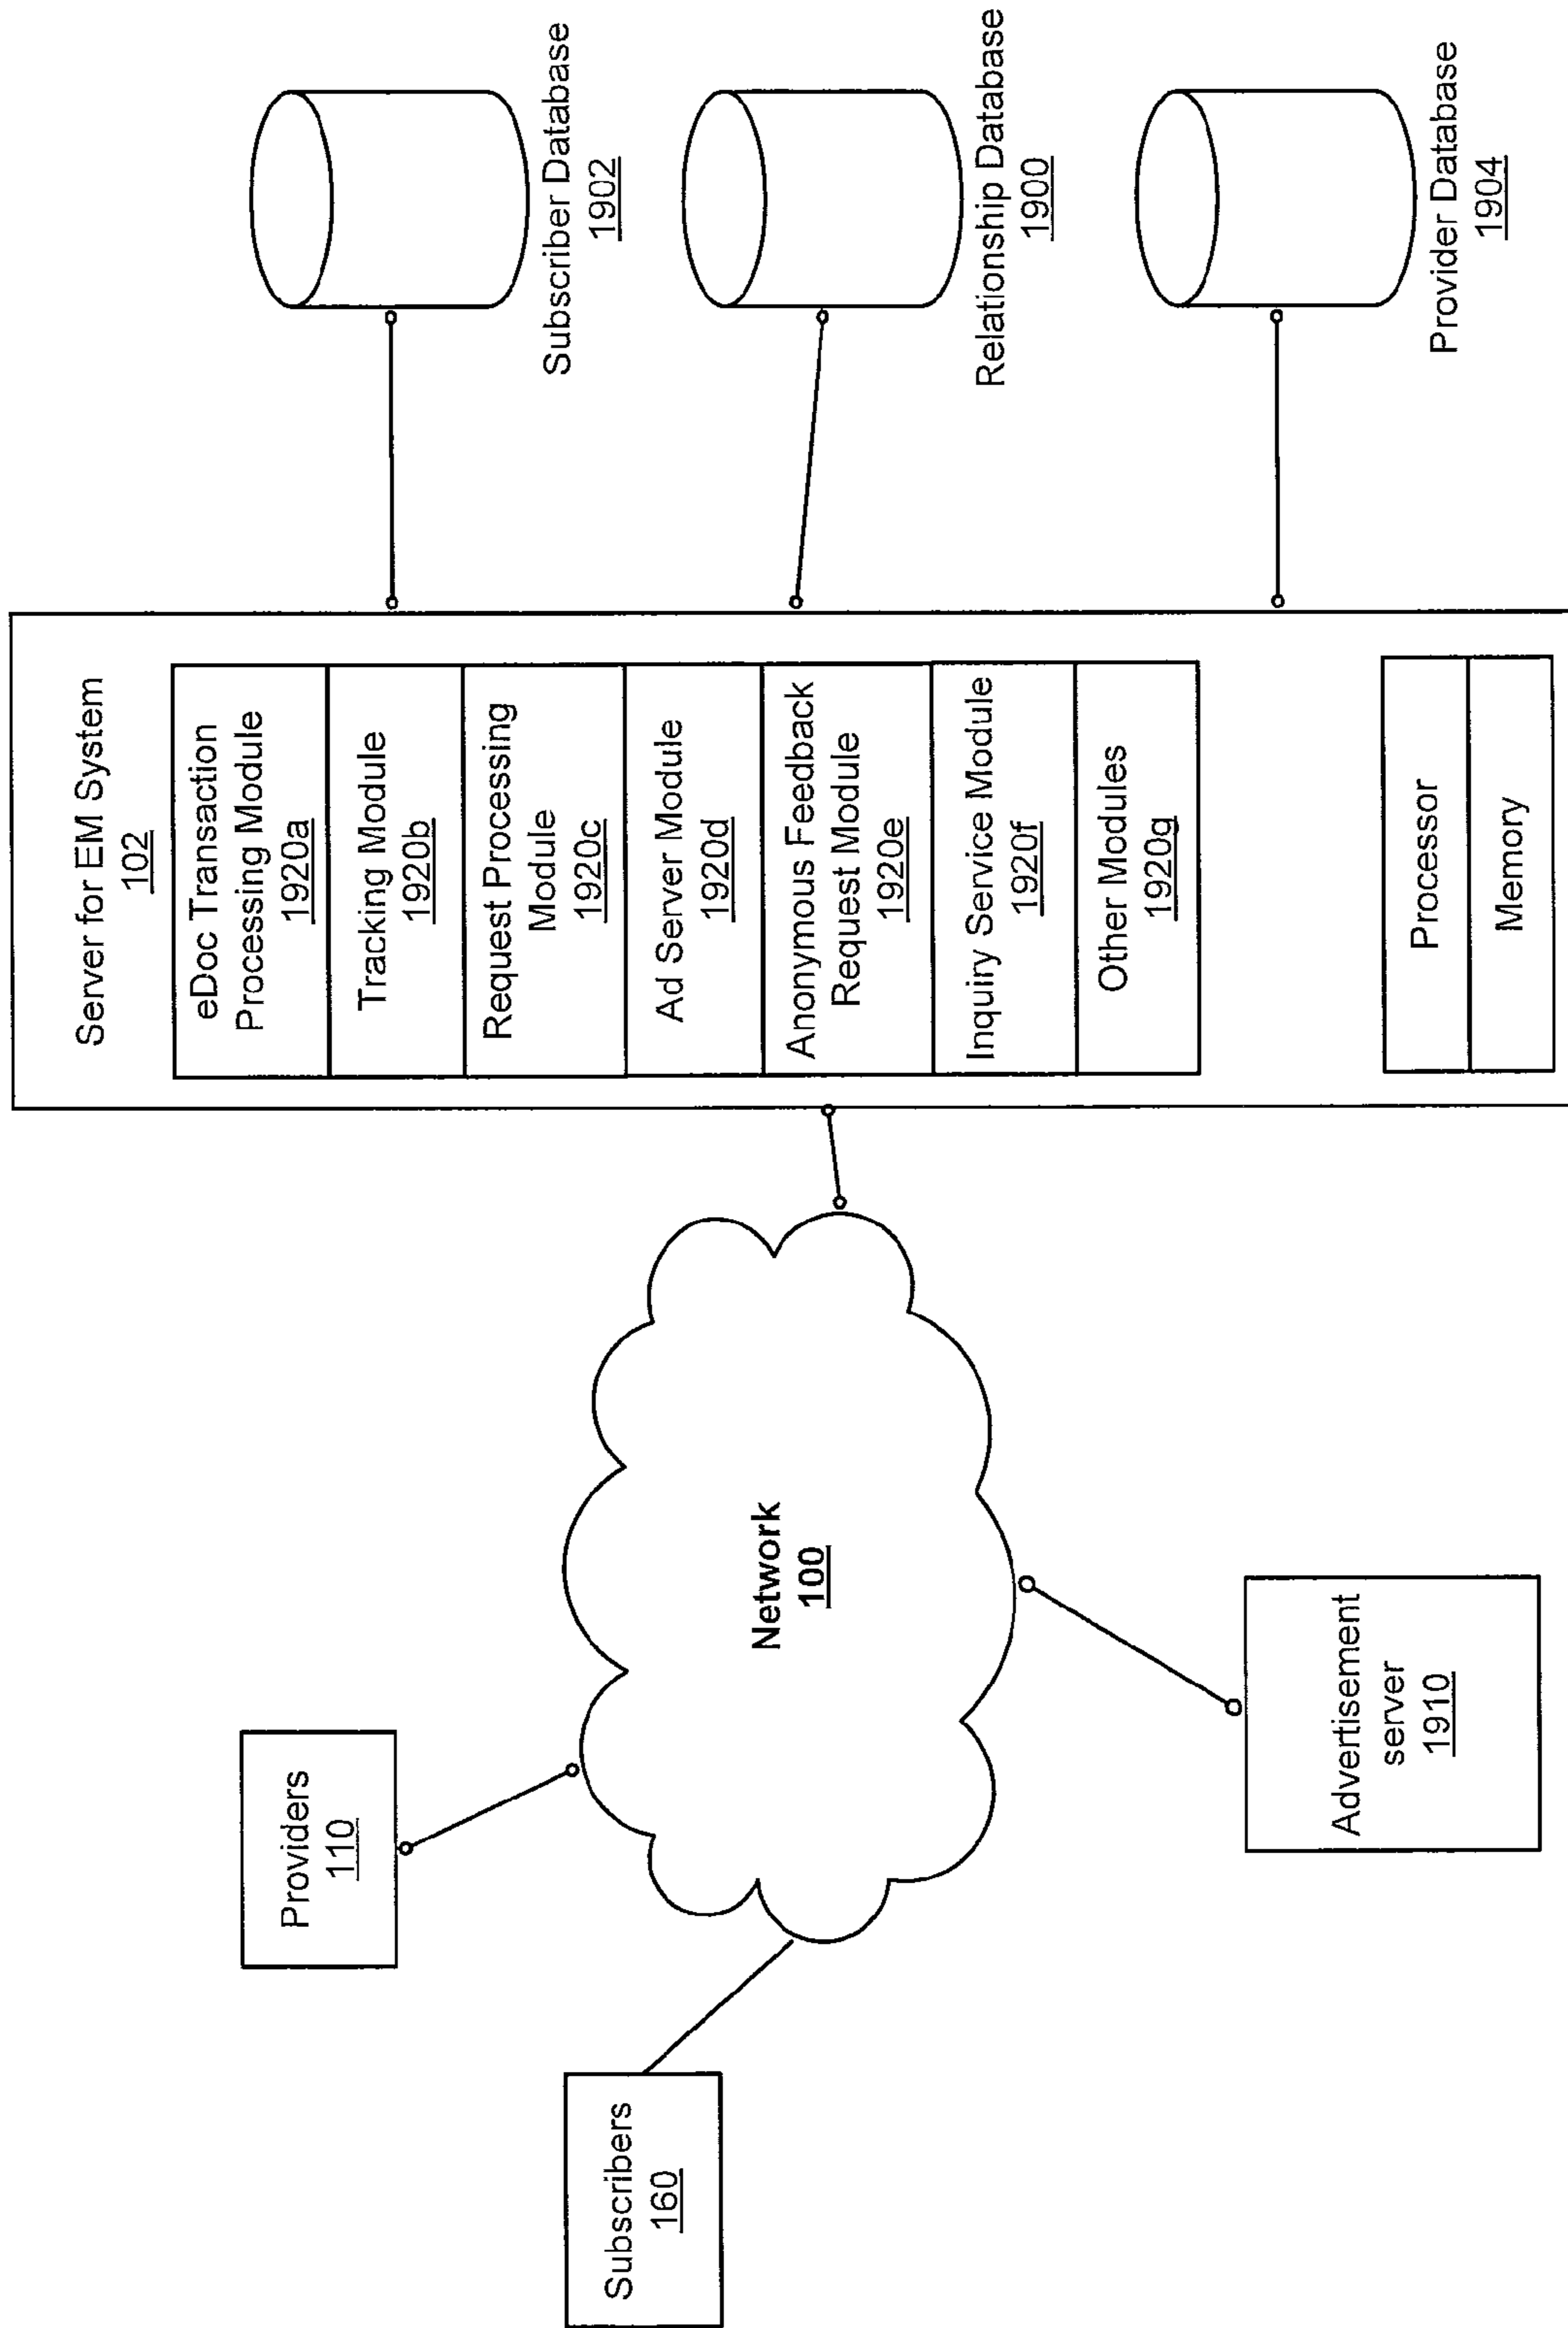 Subscribers
160
Providers
110
Network
100
Advertisement
server
1910
Server for EM System
102
eDoc Transaction
Processing Module
1920a
Tracking Module
1920b
Request Processing
Module
1920c
Ad Server Module
1920d
Anonymous Feedback
Request Module
1920e
Inquiry Service Module
1920f
Other Modules
1920g
Processor
Memory
Subscriber Database
1902
Relationship Database
1900
Provider Database
1904